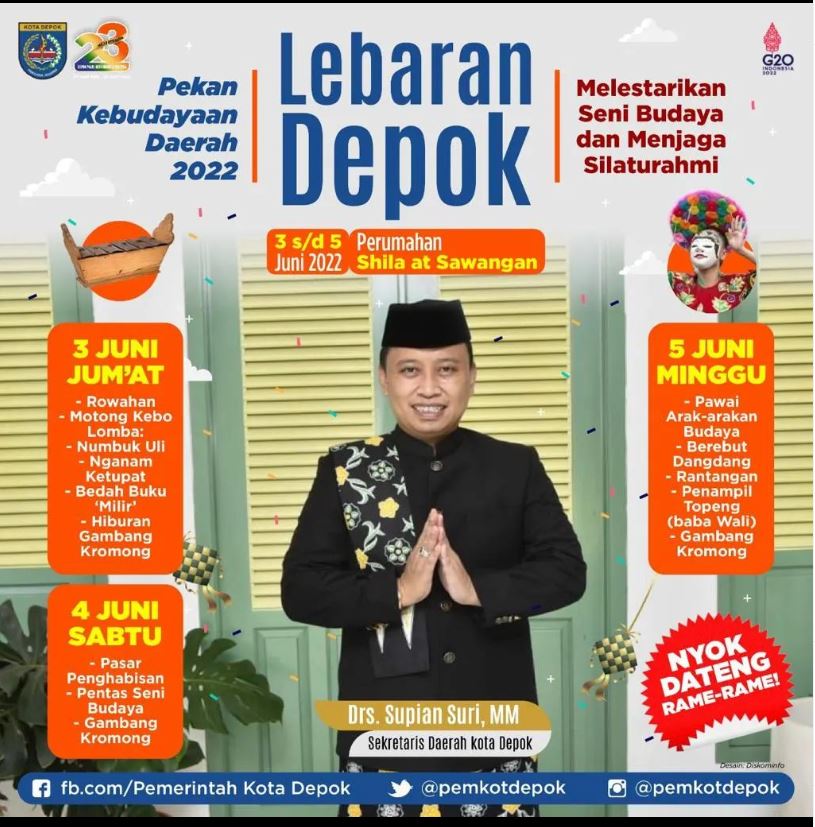 KOTA DEPOK
23
G20
INDONESIA
2022
Pekan
Kebudayaan
Daerah
2022
Lebaran
Depok
Melestarikan
Seni Budaya
dan Menjaga
Silaturahmi
3 s/d 5
Juni 2022
Perumahan
Shila at Sawangan
3 JUNI
JUM'AT
- Rowahan
- Motong Kebo
Lomba:
- Numbuk Uli
- Nganam
Ketupat
- Bedah Buku
'Milir'
- Hiburan
Gambang
Kromong
4 JUNI
SABTU
- Pasar
Penghabisan
- Pentas Seni
Budaya
- Gambang
Kromong
5 JUNI
MINGGU
- Pawai
Arak-arakan
Budaya
- Berebut
Dangdang
- Rantangan
- Penampil
Topeng
(baba Wali)
- Gambang
Kromong
NYOK
DATENG
RAME-RAME!
Drs. Supian Suri, MM
Sekretaris Daerah kota Depok
Desain: Diskominfo
fb.com/Pemerintah Kota Depok
@pemkotdepok
@pemkotdepok